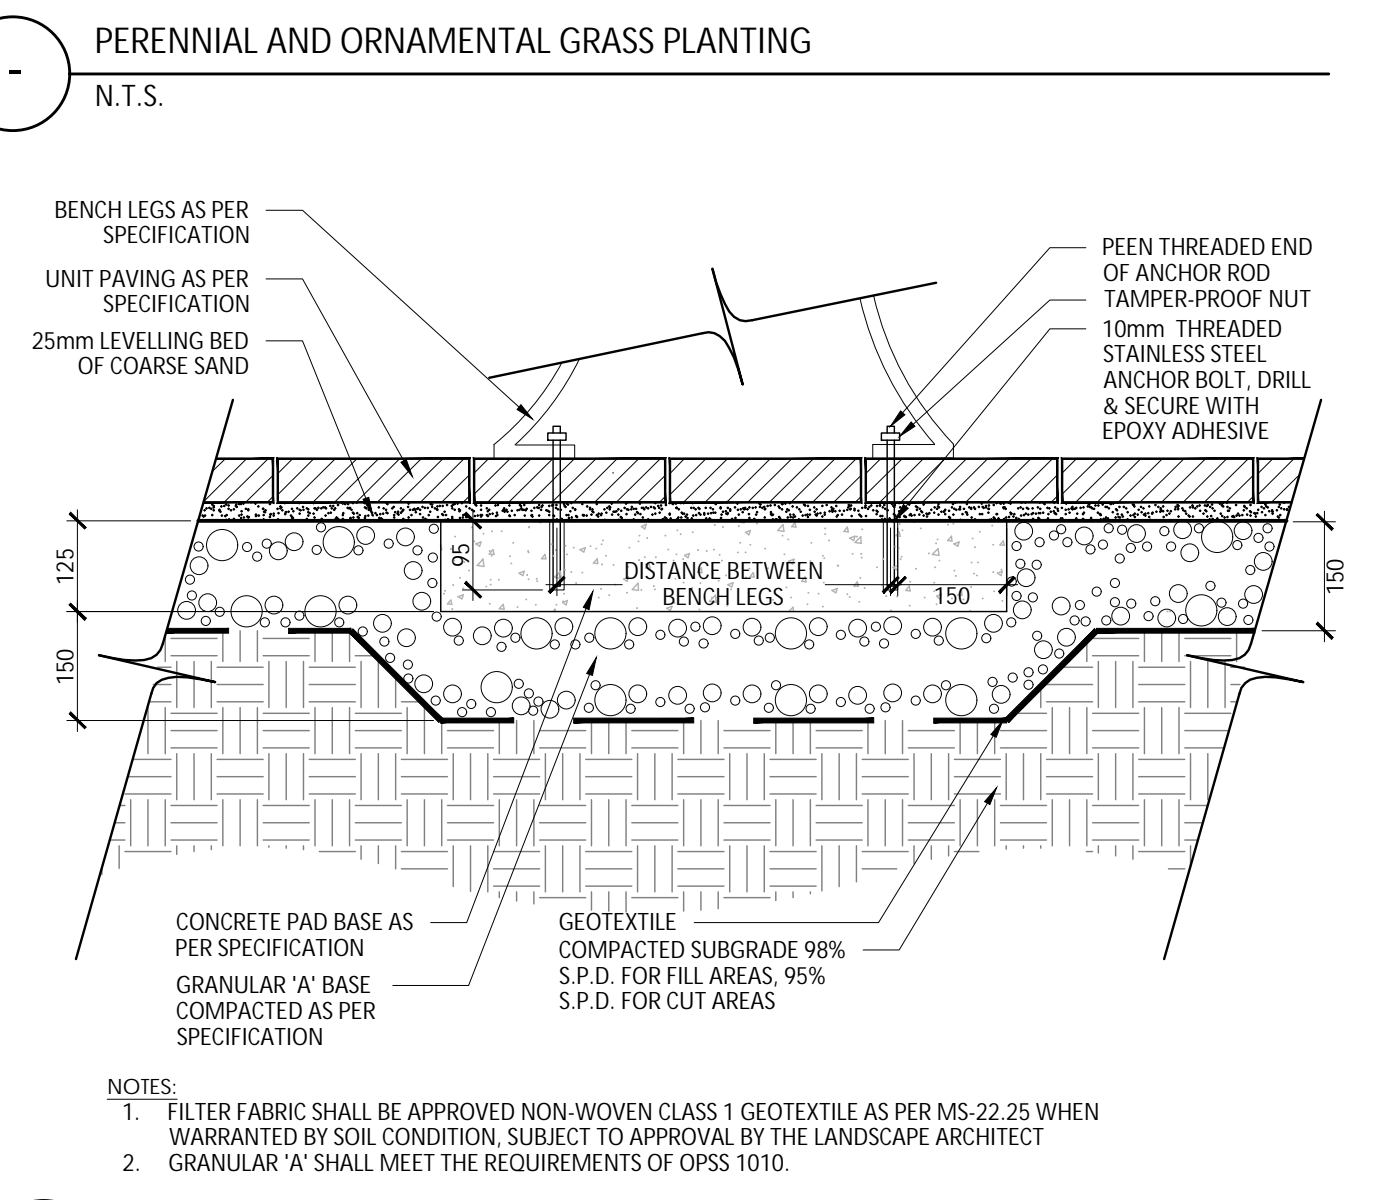 -
PERENNIAL AND ORNAMENTAL GRASS PLANTING
N.T.S.
BENCH LEGS AS PER
SPECIFICATION
UNIT PAVING AS PER
SPECIFICATION
25mm LEVELLING BED
OF COARSE SAND
PEEN THREADED END
OF ANCHOR ROD
TAMPER-PROOF NUT
10mm THREADED
STAINLESS STEEL
ANCHOR BOLT, DRILL
& SECURE WITH
EPOXY ADHESIVE
125
150
95
DISTANCE BETWEEN
BENCH LEGS
150
150
CONCRETE PAD BASE AS
PER SPECIFICATION
GRANULAR 'A' BASE
COMPACTED AS PER
SPECIFICATION
GEOTEXTILE
COMPACTED SUBGRADE 98%
S.P.D. FOR FILL AREAS, 95%
S.P.D. FOR CUT AREAS
NOTES:
1. FILTER FABRIC SHALL BE APPROVED NON-WOVEN CLASS 1 GEOTEXTILE AS PER MS-22.25 WHEN
WARRANTED BY SOIL CONDITION, SUBJECT TO APPROVAL BY THE LANDSCAPE ARCHITECT
2. GRANULAR 'A' SHALL MEET THE REQUIREMENTS OF OPSS 1010.